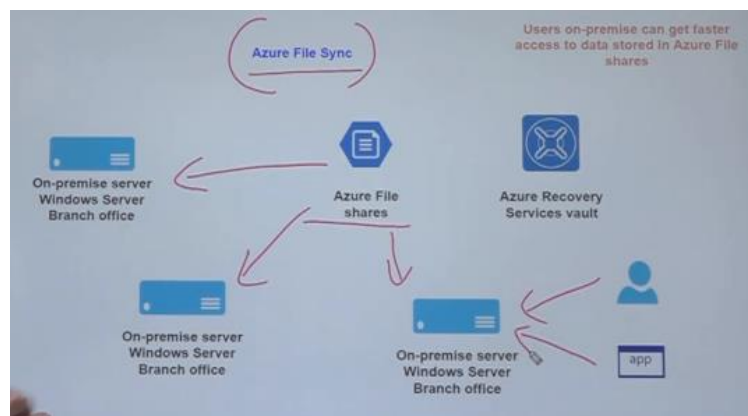 Azure File Sync
Users on-premise can get faster
access to data stored in Azure File
shares
On-premise server
Windows Server
Branch office
Azure File
shares
Azure Recovery
Services vault
On-premise server
Windows Server
Branch office
On-premise server
Windows Server
Branch office
app